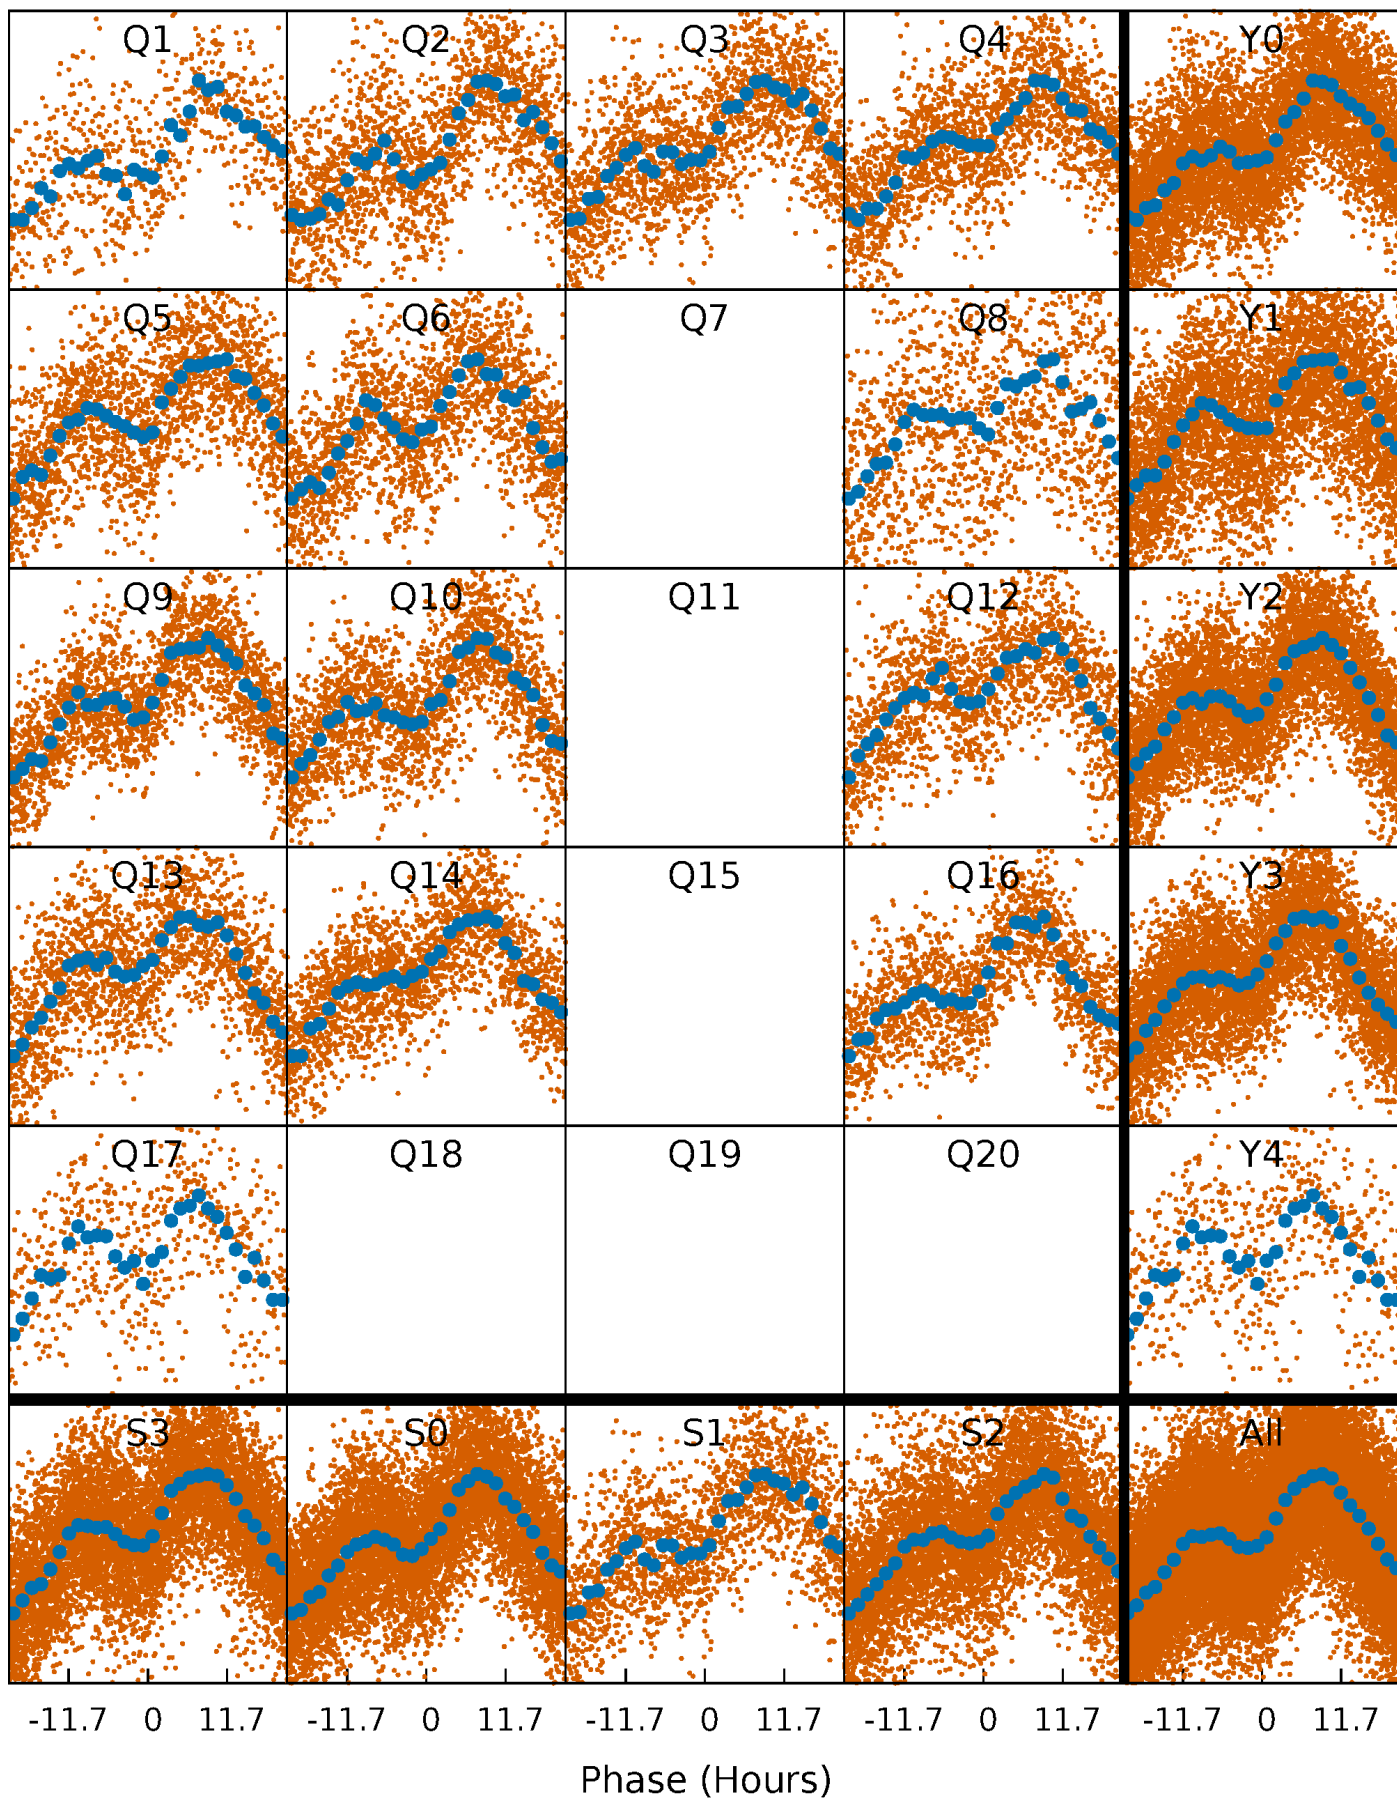 Q1 Q2 Q3 Q4 Y0
Q5 Q6 Q7 Q8 Y1
Q9 Q10 Q11 Q12 Y2
Q13 Q14 Q15 Q16 Y3
Q17 Q18 Q19 Q20 Y4
S3 S0 S1 S2 All
-11.7 0 11.7 -11.7 0 11.7 -11.7 0 11.7 -11.7 0 11.7 -11.7 0 11.7
Phase (Hours)